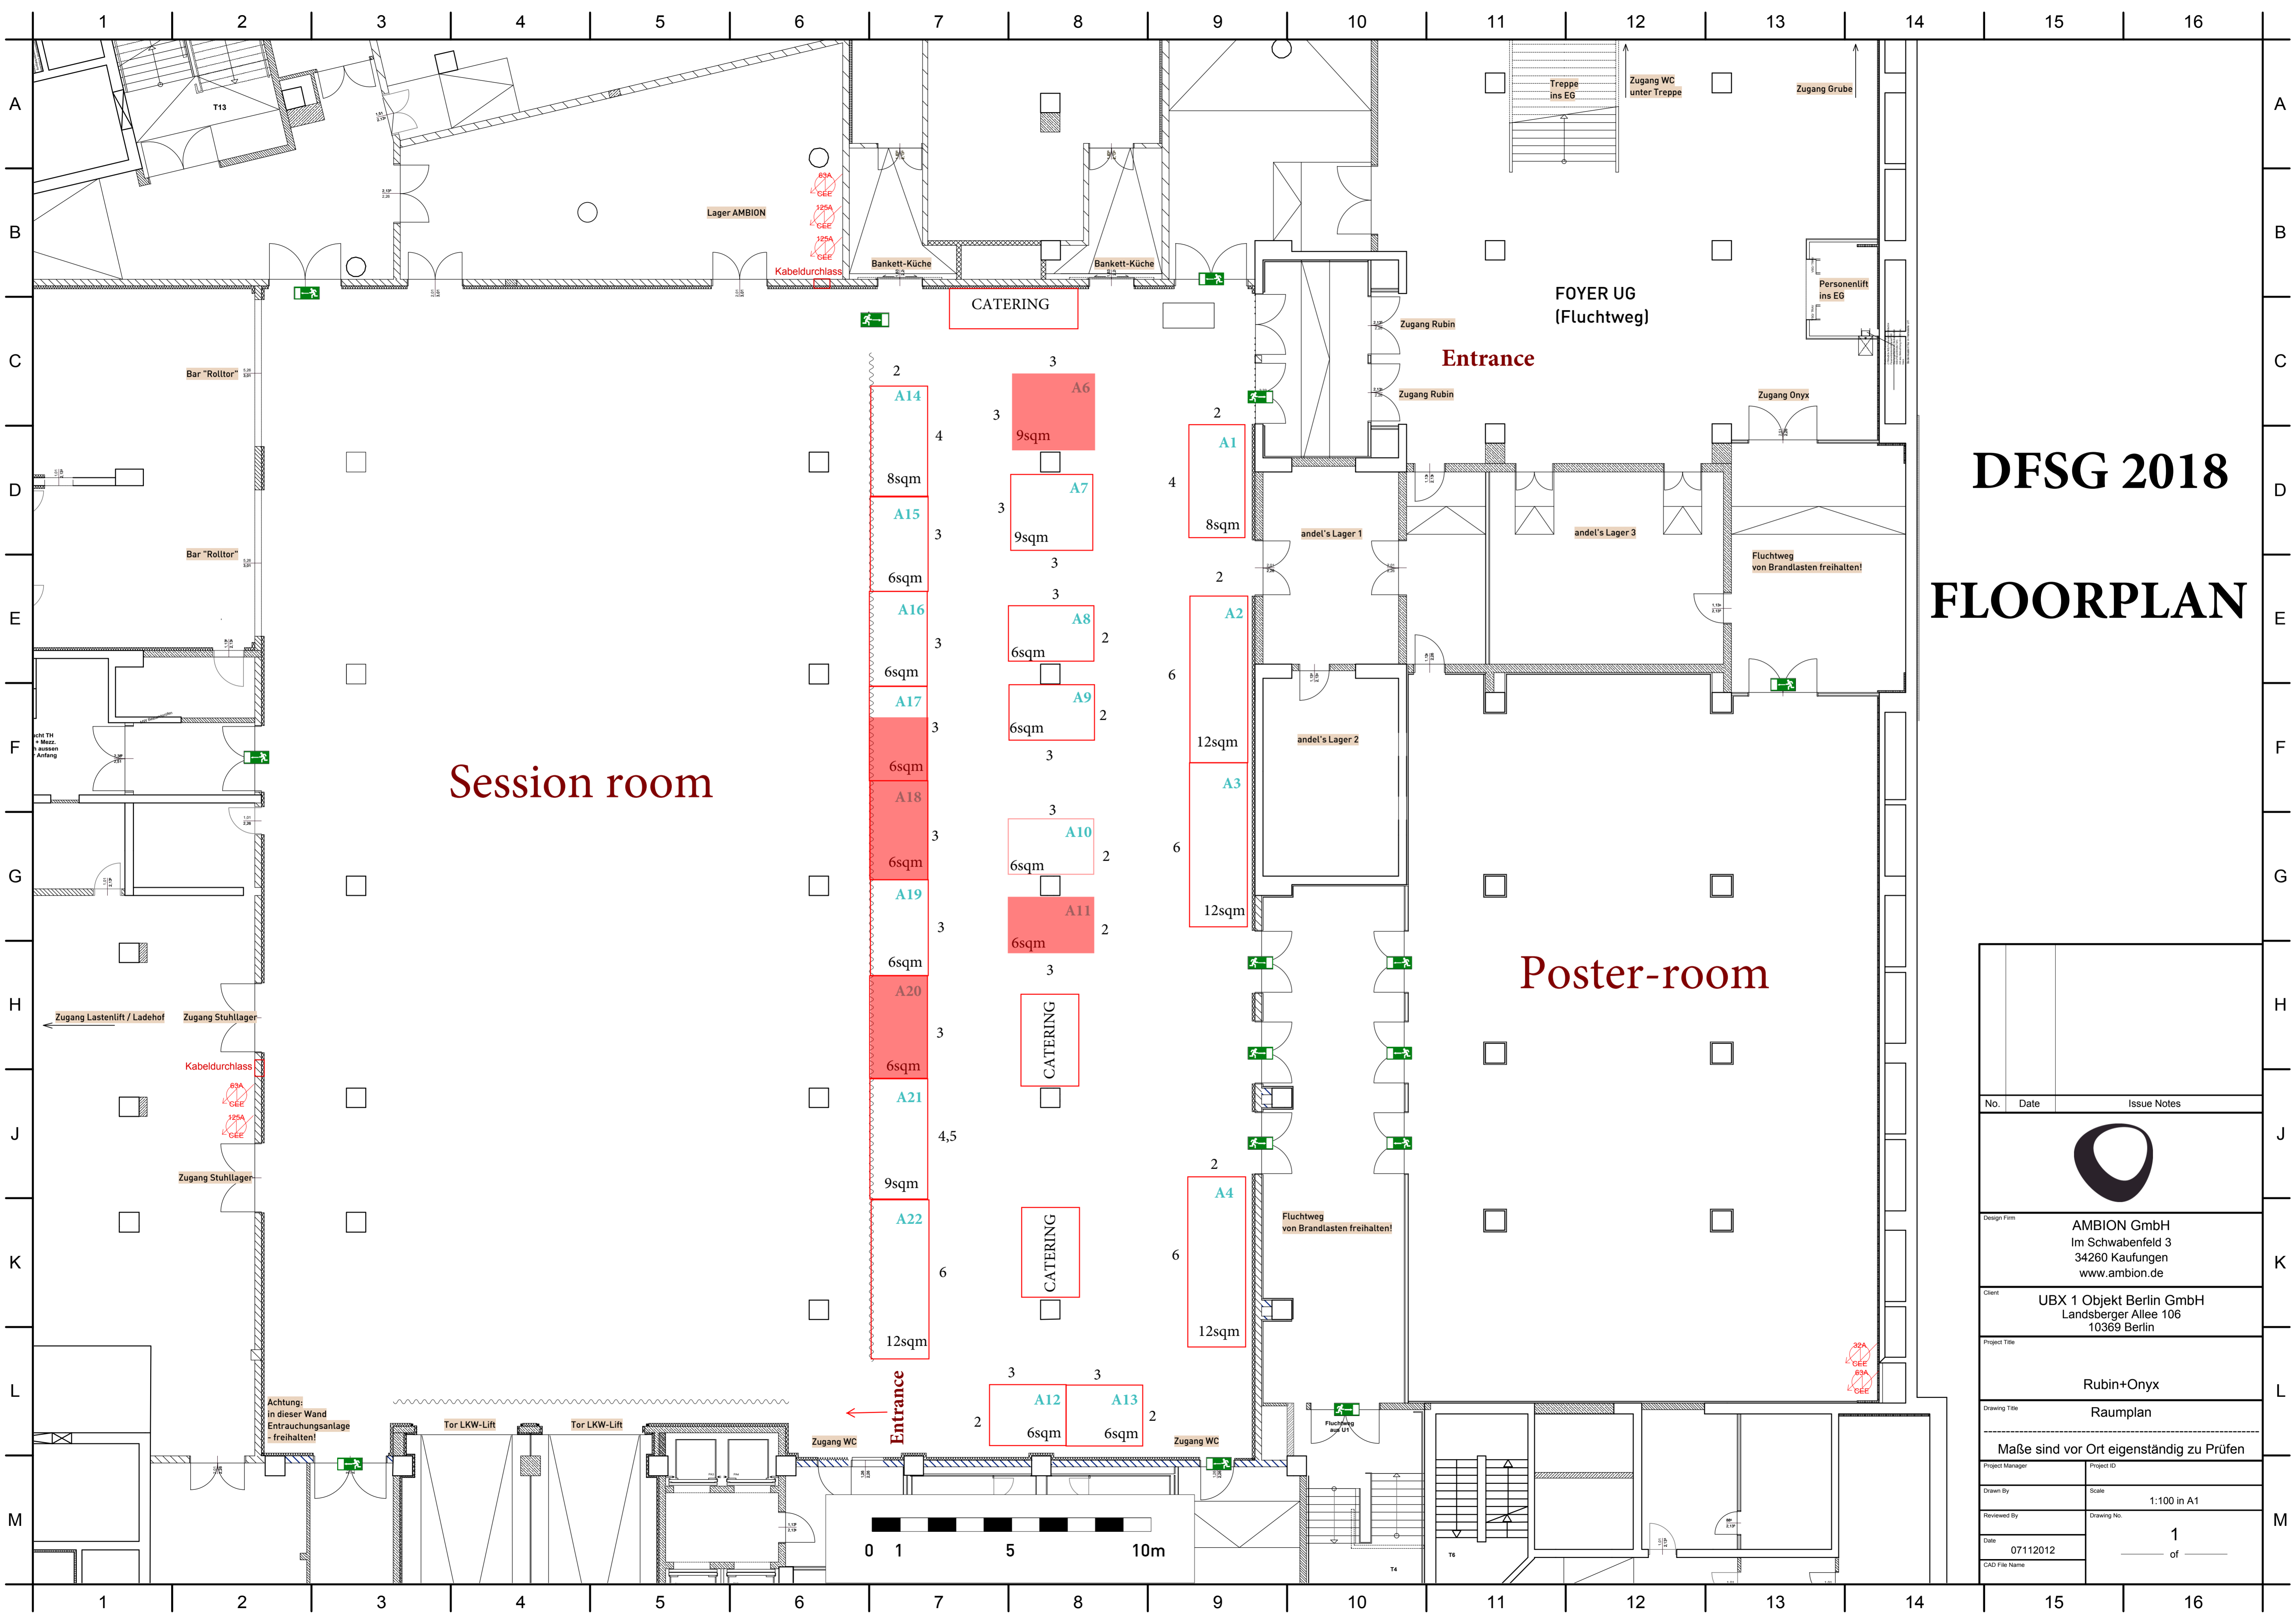 1 2 3 4 5 6 7 8 9 10 11 12 13 14 15 16
A
B
C
D
E
F
G
H
J
K
L
M
T13
Lager AMBION
63A
CEE
125A
CEE
125A
CEE
Kabeldurchlass
Bankett-Küche
Bankett-Küche
CATERING
Treppe
ins EG
Zugang WC
unter Treppe
Zugang Grube
FOYER UG
(Fluchtweg)
Personenlift
ins EG
Zugang Rubin
Entrance
Zugang Rubin
Zugang Onyx
Bar "Rolltor"
Bar "Rolltor"
2
A14
4
8sqm
A15
3
6sqm
A16
3
6sqm
A17
3
6sqm
A18
3
6sqm
A19
3
6sqm
A20
3
6sqm
A21
4,5
9sqm
A22
6
12sqm
3
A6
3
9sqm
A7
3
9sqm
3
3
A8
2
6sqm
A9
2
6sqm
3
3
A10
2
6sqm
A11
2
6sqm
3
CATERING
CATERING
2
A1
4
8sqm
2
A2
6
12sqm
A3
6
12sqm
2
A4
6
12sqm
3
3
A12
A13
2
2
6sqm
6sqm
Entrance
andel's Lager 1
andel's Lager 3
Fluchtweg
von Brandlasten freihalten!
andel's Lager 2
Session room
Poster-room
Zugang Lastenlift / Ladehof
Zugang Stuhllager
Kabeldurchlass
63A
CEE
125A
CEE
Zugang Stuhllager
Fluchtweg
von Brandlasten freihalten!
32A
CEE
63A
CEE
Achtung:
in dieser Wand
Entrauchungsanlage
- freihalten!
Tor LKW-Lift
Tor LKW-Lift
Zugang WC
Zugang WC
Fluchtweg
aus U1
T4
T6
0 1 5 10m
DFSG 2018
FLOORPLAN
No. Date Issue Notes
Design Firm
AMBION GmbH
Im Schwabenfeld 3
34260 Kaufungen
www.ambion.de
Client
UBX 1 Objekt Berlin GmbH
Landsberger Allee 106
10369 Berlin
Project Title
Rubin+Onyx
Drawing Title
Raumplan
Maße sind vor Ort eigenständig zu Prüfen
Project Manager
Project ID
Drawn By
Scale
1:100 in A1
Reviewed By
Drawing No.
1
of
Date
07112012
CAD File Name
A
B
C
D
E
F
G
H
J
K
L
M
1 2 3 4 5 6 7 8 9 10 11 12 13 14 15 16